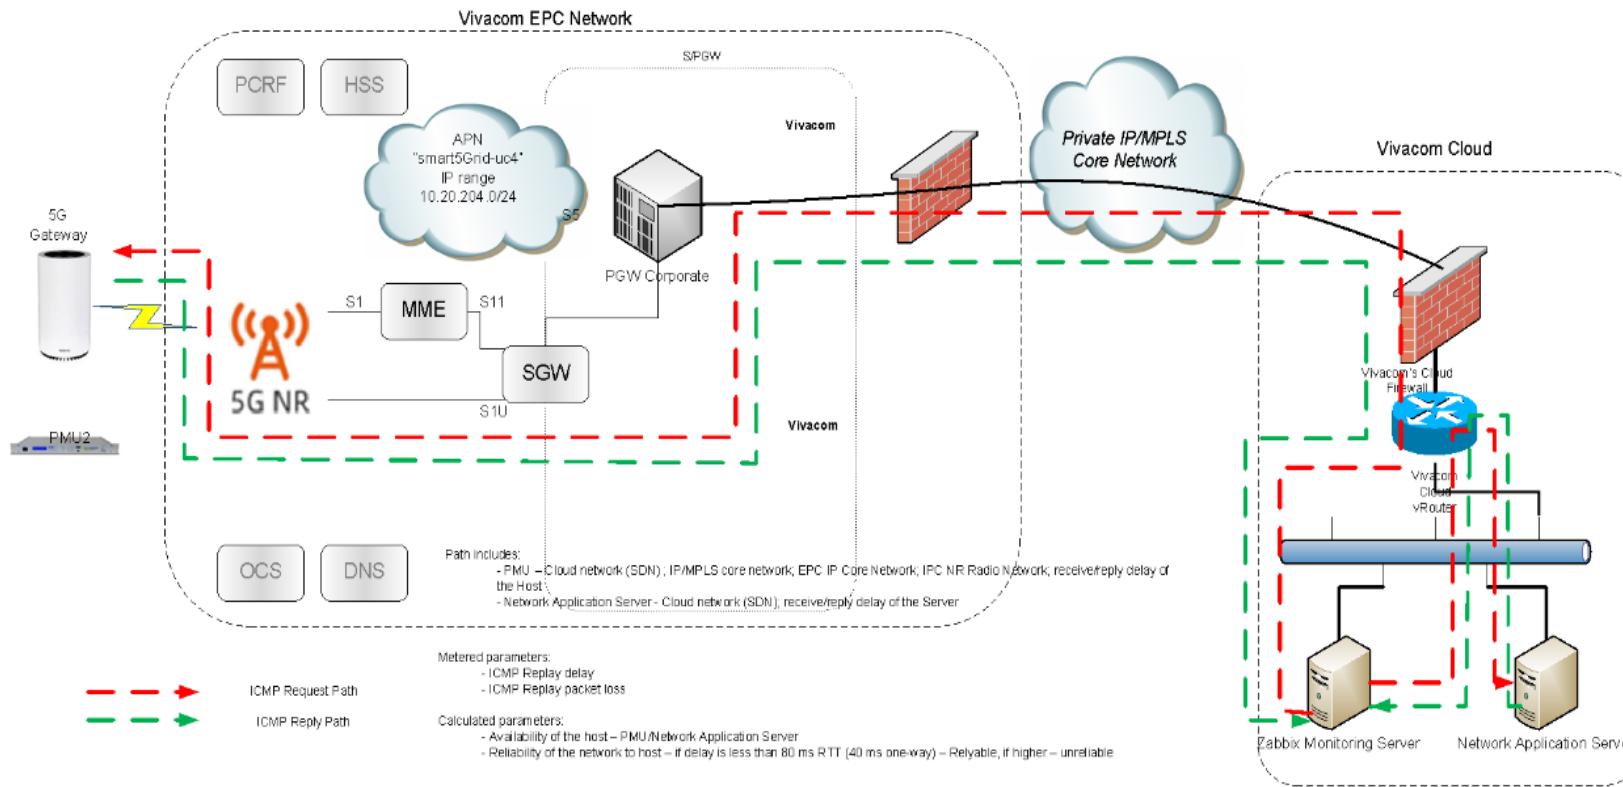 Vivacom EPC Network
S/PGW
PCRF
HSS
Vivacom
APN
"smart5Grid-uc4"
IP range
10.20.204.0/24
Private IP/MPLS
Core Network
Vivacom Cloud
5G
Gateway
S5
PGW Corporate
S1
MME
S11
SGW
5G NR
S1U
Vivacom
PMU2
Vivacom's Cloud
Firewall
Vivacom
Cloud
vRouter
OCS
DNS
Path includes:
- PMU – Cloud network (SDN) ; IP/MPLS core network; EPC IP Core Network; IPC NR Radio Network; receive/reply delay of
the Host
- Network Application Server - Cloud network (SDN); receive/reply delay of the Server
Metered parameters:
- ICMP Replay delay
- ICMP Replay packet loss
ICMP Request Path
ICMP Reply Path
Calculated parameters:
- Availability of the host – PMU/Network Application Server
- Reliability of the network to host – if delay is less than 80 ms RTT (40 ms one-way) – Relyable, if higher – unreliable
Zabbix Monitoring Server
Network Application Serv